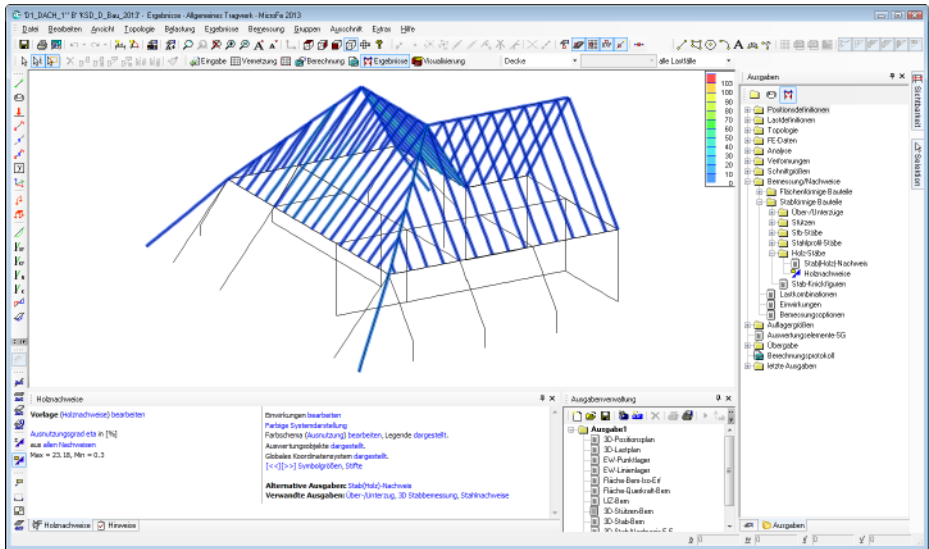 'D1_DACH_1'' B' 'KSD_D_Bau_2013' - Ergebnisse - Allgemeines Tragwerk - MicroFe 2013
Datei Bearbeiten Ansicht Topologie Belastung Ergebnisse Bemessung Gruppen Ausschnitt Extras Hilfe
Eingabe Vernetzung Berechnung Ergebnisse Visualisierung Decke alle Lastfälle
103
100
90
80
70
60
50
40
30
20
10
0
Ausgaben
Positionsdefinitionen
Lastdefinitionen
Topologie
FE-Daten
Analyse
Verformungen
Schnittgrößen
Bemessung/Nachweise
Flächenförmige Bauteile
Stabförmige Bauteile
Über-/Unterzüge
Stützen
Stb-Stäbe
Stahlprofil-Stäbe
Holz-Stäbe
Stab(Holz)-Nachweis
Holznachweise
Stab-Knickfiguren
Lastkombinationen
Einwirkungen
Bemessungsoptionen
Auflagergrößen
Auswertungselemente-SG
Übergabe
Berechnungsprotokoll
letzte Ausgaben
Ausgaben
Sichtbarkeit
Selektion
Holznachweise
Vorlage (Holznachweise) bearbeiten
Ausnutzungsgrad eta in [%]
aus allen Nachweisen
Max = 23.18, Min = 0.3
Einwirkungen bearbeiten
Farbige Systemdarstellung
Farbschema (Ausnutzung) bearbeiten, Legende dargestellt.
Auswertungsobjekte dargestellt.
Globales Koordinatensystem dargestellt.
[<<][>>] Symbolgrößen, Stifte
Alternative Ausgaben: Stab(Holz)-Nachweis
Verwandte Ausgaben: Über-/Unterzug, 3D Stabbemessung, Stahlnachweise
Holznachweise Hinweise
Ausgabenverwaltung
Ausgabe1
3D-Positionsplan
3D-Lastplan
EW-Punktlager
EW-Linienlager
Fläche-Bem-Iso-Erf
Fläche-Querkraft-Bem
UZ-Bem
3D-Stützen-Bem
3D-Stab-Bem